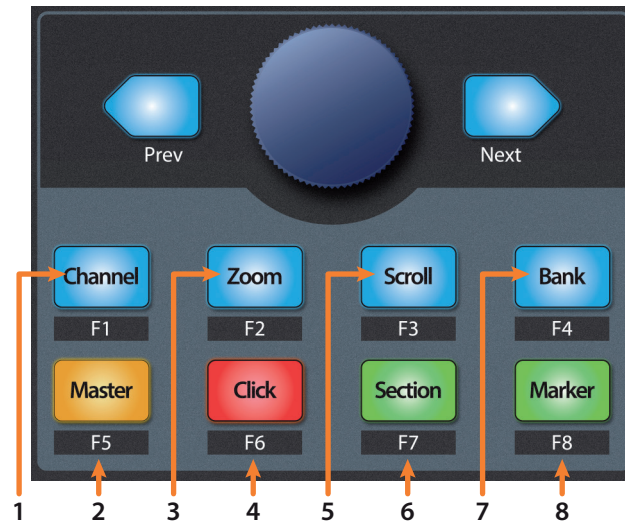 Prev Next
Channel Zoom Scroll Bank
F1 F2 F3 F4
Master Click Section Marker
F5 F6 F7 F8
1 2 3 4 5 6 7 8